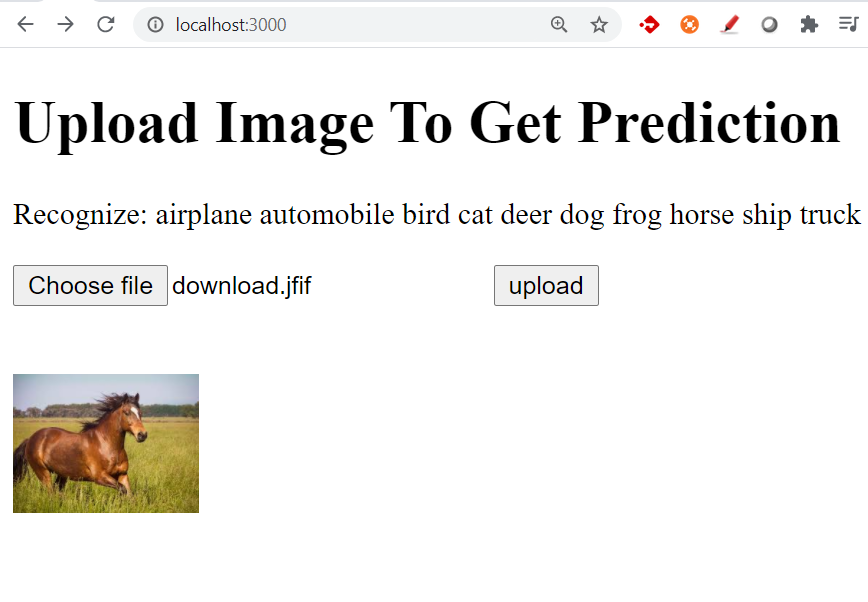 localhost:3000
Upload Image To Get Prediction
Recognize: airplane automobile bird cat deer dog frog horse ship truck
Choose file download.jfif upload